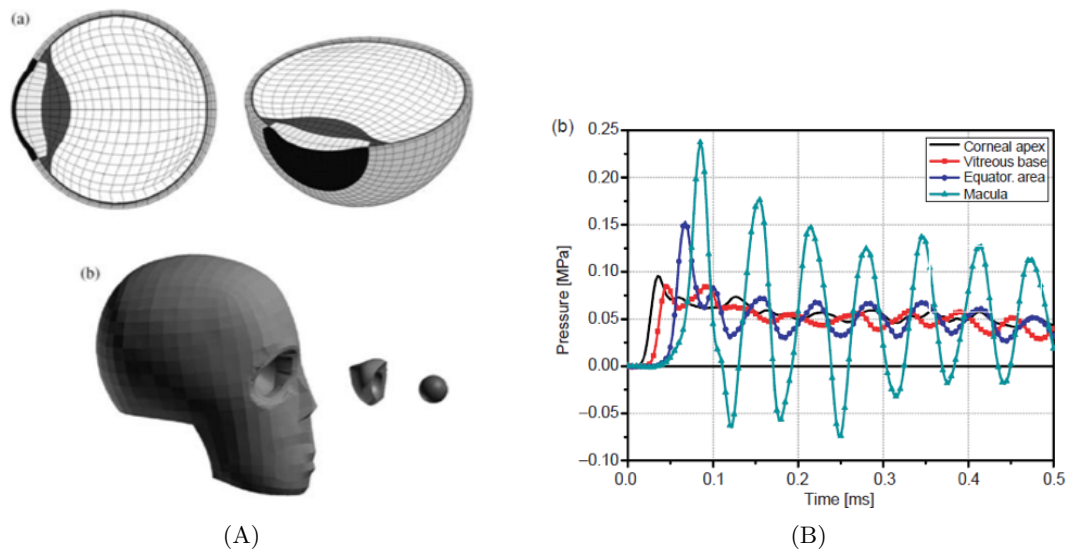 (a)
(b)
(A)
(b)
Pressure [MPa]
0.25
0.20
0.15
0.10
0.05
0.00
−0.05
−0.10
Corneal apex
Vitreous base
Equator. area
Macula
0.0
0.1
0.2
0.3
0.4
0.5
Time [ms]
(B)